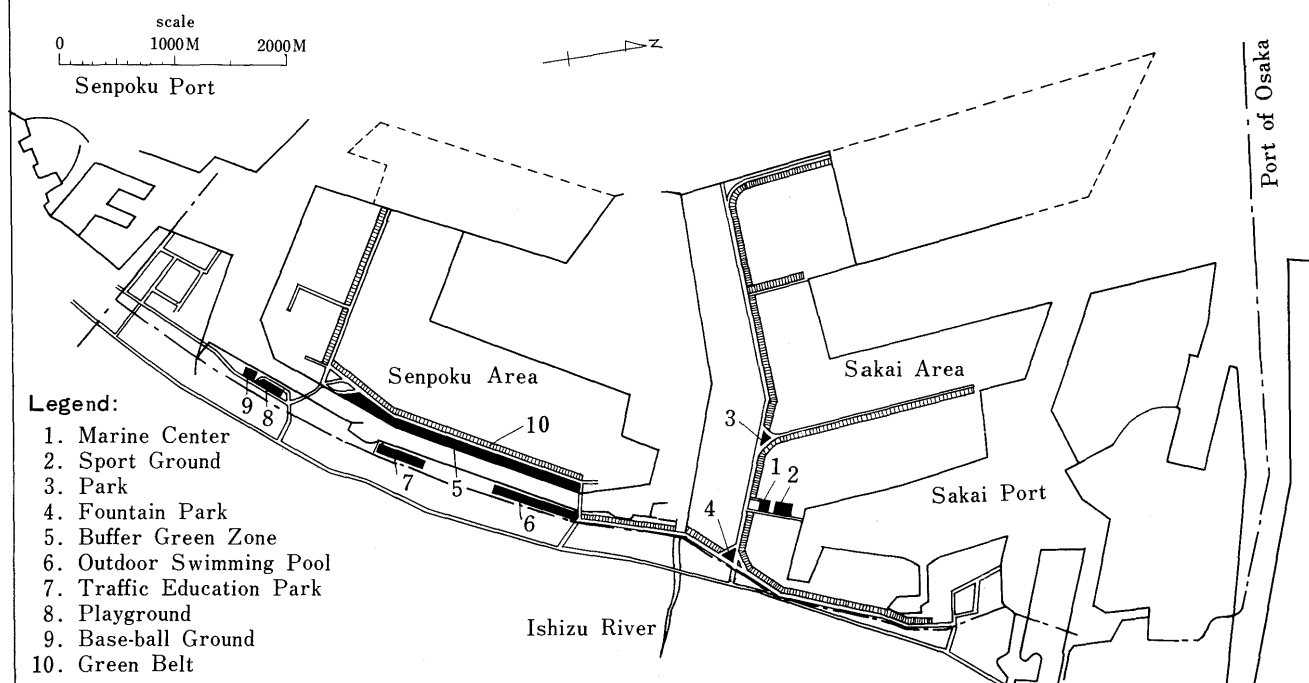 scale
0 1000M 2000M
Senpoku Port
N
Port of Osaka
Senpoku Area
Sakai Area
Sakai Port
Ishizu River
9
8
7
10
5
6
3
1
2
4
Legend:
1. Marine Center
2. Sport Ground
3. Park
4. Fountain Park
5. Buffer Green Zone
6. Outdoor Swimming Pool
7. Traffic Education Park
8. Playground
9. Base-ball Ground
10. Green Belt